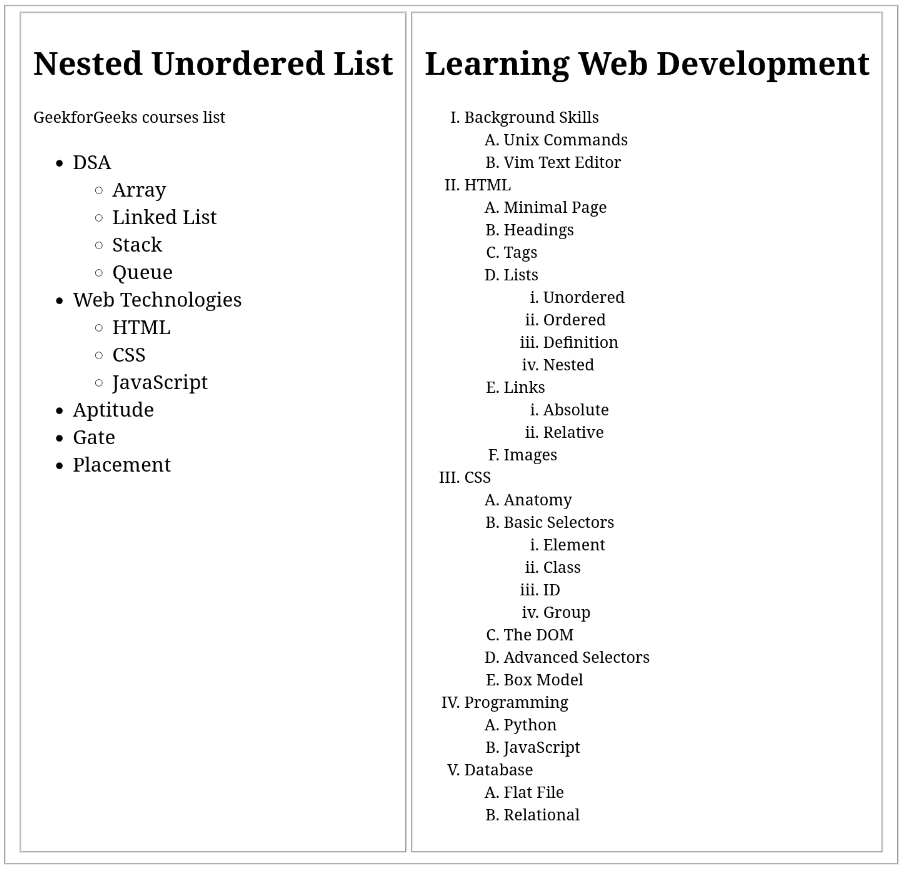 Nested Unordered List
GeekforGeeks courses list
• DSA
○ Array
○ Linked List
○ Stack
○ Queue
• Web Technologies
○ HTML
○ CSS
○ JavaScript
• Aptitude
• Gate
• Placement
Learning Web Development
I. Background Skills
A. Unix Commands
B. Vim Text Editor
II. HTML
A. Minimal Page
B. Headings
C. Tags
D. Lists
i. Unordered
ii. Ordered
iii. Definition
iv. Nested
E. Links
i. Absolute
ii. Relative
F. Images
III. CSS
A. Anatomy
B. Basic Selectors
i. Element
ii. Class
iii. ID
iv. Group
C. The DOM
D. Advanced Selectors
E. Box Model
IV. Programming
A. Python
B. JavaScript
V. Database
A. Flat File
B. Relational